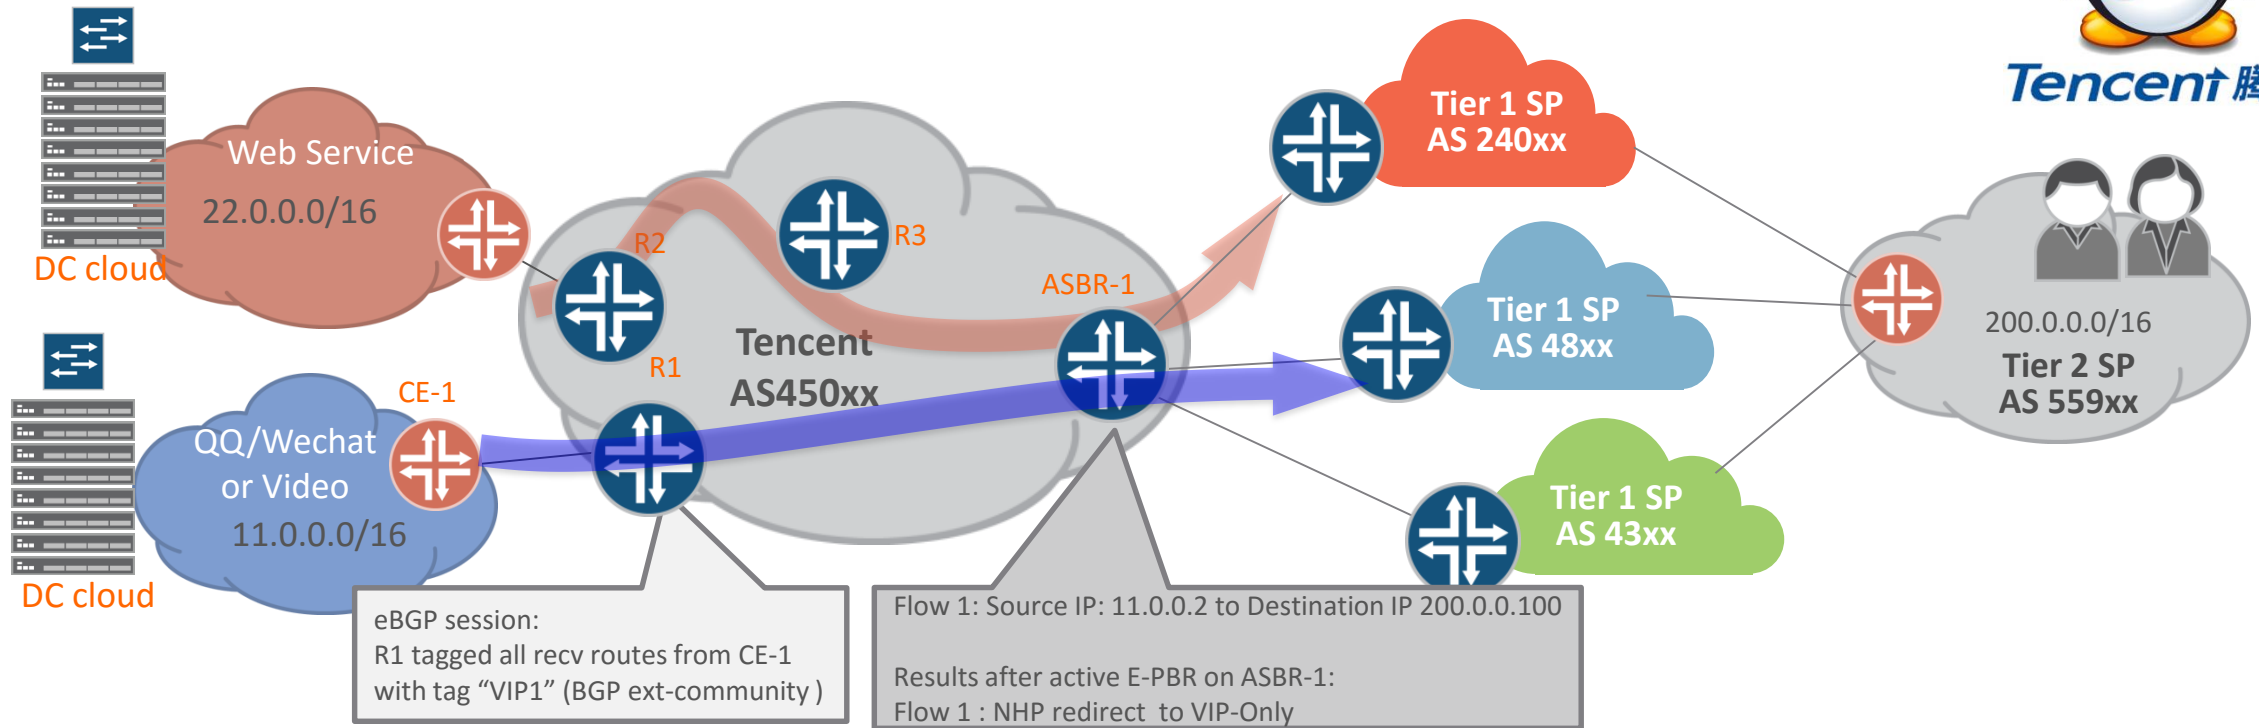 Tencent 腾
Web Service
22.0.0.0/16
DC cloud
R2
R3
R1
ASBR-1
Tencent
AS450xx
Tier 1 SP
AS 240xx
Tier 1 SP
AS 48xx
Tier 1 SP
AS 43xx
200.0.0.0/16
Tier 2 SP
AS 559xx
CE-1
QQ/Wechat
or Video
11.0.0.0/16
DC cloud
eBGP session:
R1 tagged all recv routes from CE-1
with tag “VIP1” (BGP ext-community )
Flow 1: Source IP: 11.0.0.2 to Destination IP 200.0.0.100
Results after active E-PBR on ASBR-1:
Flow 1 : NHP redirect to VIP-Only